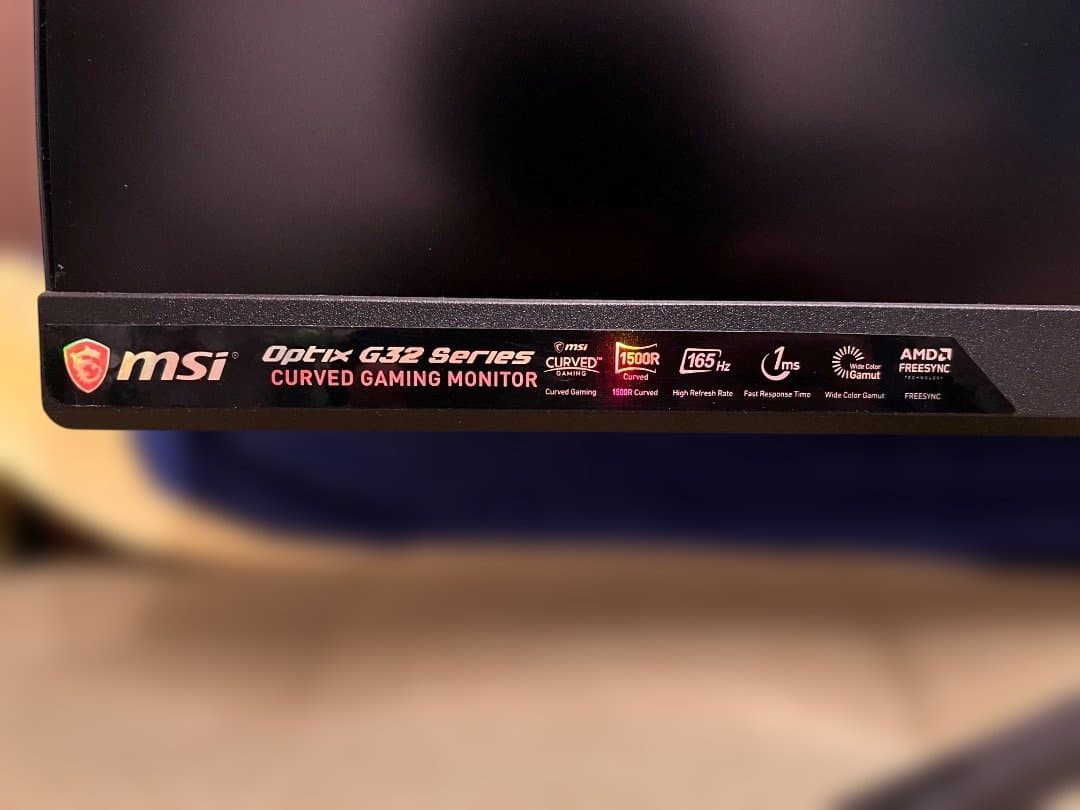 msi®
Optix G32 Series
CURVED GAMING MONITOR
msi
CURVED™
GAMING
Curved Gaming
1500R
Curved
1500R Curved
165Hz
High Refresh Rate
1ms
Fast Response Time
Wide Color
Gamut
Wide Color Gamut
AMD
FREESYNC
TECHNOLOGY
FREESYNC